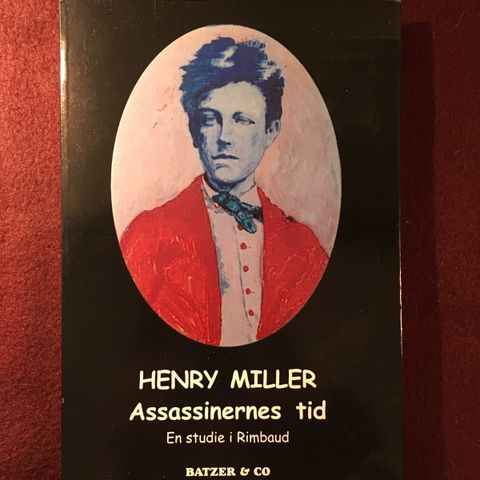 HENRY MILLER
Assassinernes tid
En studie i Rimbaud
BATZER & CO